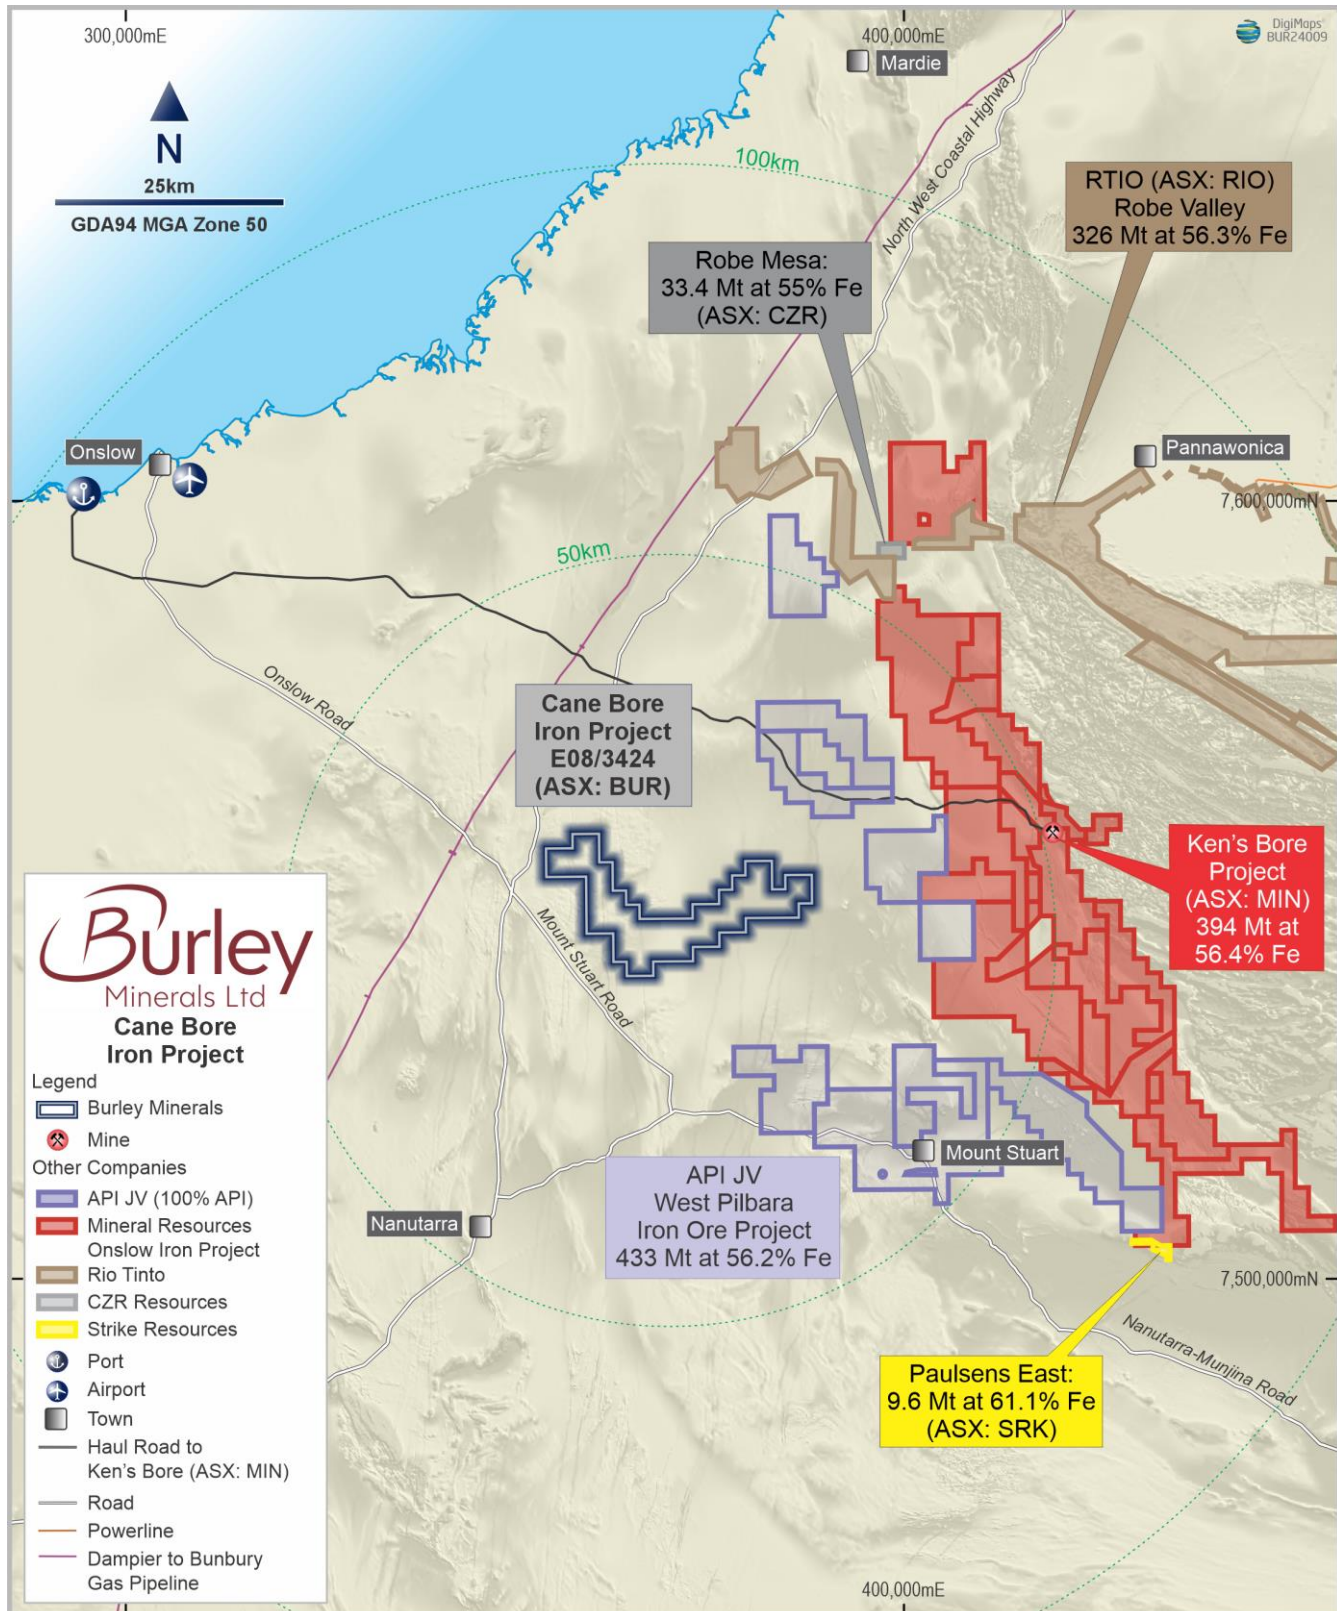 300,000mE
400,000mE
DigiMaps
BUR24009
Mardie
N
25km
GDA94 MGA Zone 50
100km
North West Coastal Highway
RTIO (ASX: RIO)
Robe Valley
326 Mt at 56.3% Fe
Robe Mesa:
33.4 Mt at 55% Fe
(ASX: CZR)
Onslow
Pannawonica
7,600,000mN
50km
Onslow Road
Cane Bore
Iron Project
E08/3424
(ASX: BUR)
Ken's Bore
Project
(ASX: MIN)
394 Mt at
56.4% Fe
Mount Stuart Road
Mount Stuart
API JV
West Pilbara
Iron Ore Project
433 Mt at 56.2% Fe
Nanutarra
7,500,000mN
Nanutarra-Munjina Road
Paulsens East:
9.6 Mt at 61.1% Fe
(ASX: SRK)
400,000mE
Burley
Minerals Ltd
Cane Bore
Iron Project
Legend
Burley Minerals
Mine
Other Companies
API JV (100% API)
Mineral Resources
Onslow Iron Project
Rio Tinto
CZR Resources
Strike Resources
Port
Airport
Town
Haul Road to
Ken's Bore (ASX: MIN)
Road
Powerline
Dampier to Bunbury
Gas Pipeline